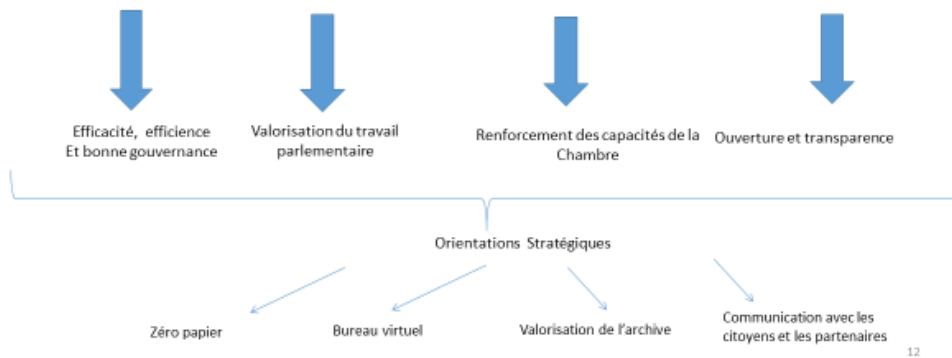 Efficacité, efficience
Et bonne gouvernance
Valorisation du travail
parlementaire
Renforcement des capacités de la
Chambre
Ouverture et transparence
Orientations Stratégiques
Zéro papier
Bureau virtuel
Valorisation de l'archive
Communication avec les
citoyens et les partenaires
12